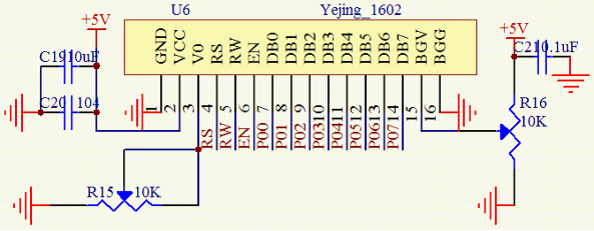 U6 Yejing_1602
+5V +5V
C19 10uF C21 0.1uF
GND VCC V0 RS RW EN DB0 DB1 DB2 DB3 DB4 DB5 DB6 DB7 BGV BGG
C20 104
1 2 3 4 5 6 7 8 9 10 11 12 13 14 15 16
RS RW EN P00 P01 P02 P03 P04 P05 P06 P07
R16
10K
R15 10K